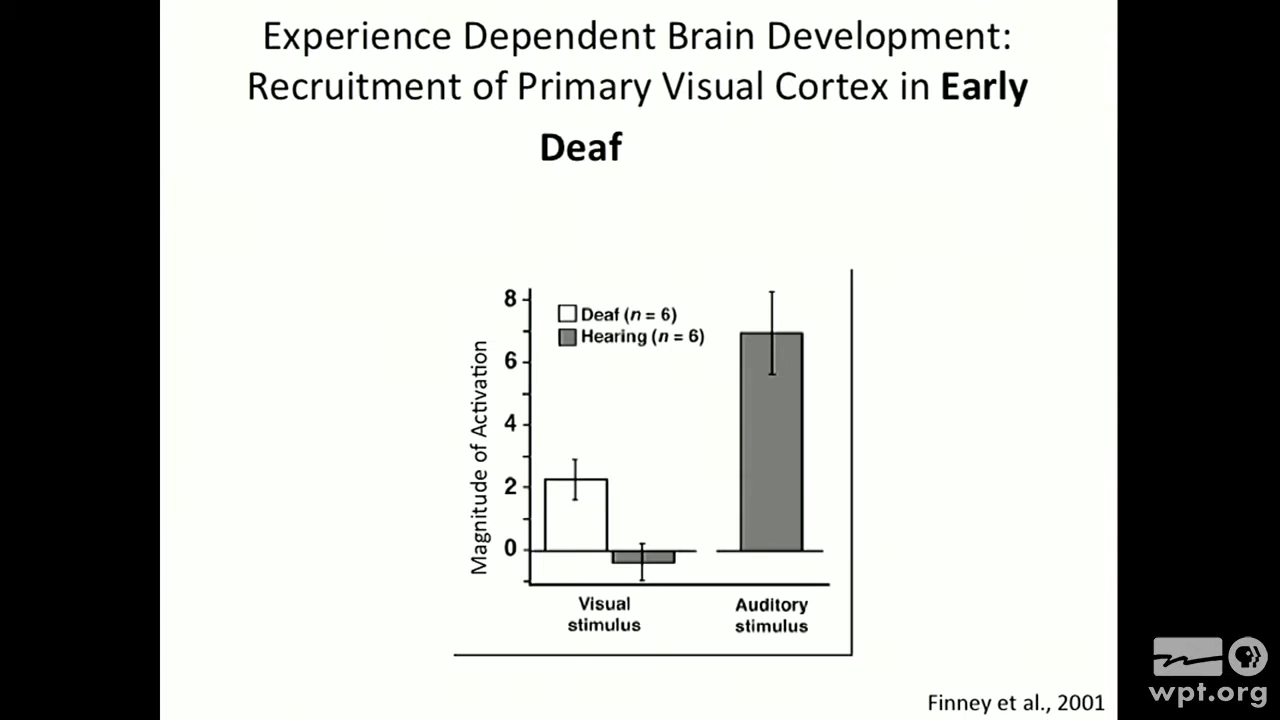 Experience Dependent Brain Development:
Recruitment of Primary Visual Cortex in Early
Deaf
8
6
4
2
0
Magnitude of Activation
Deaf (n = 6)
Hearing (n = 6)
Visual
stimulus
Auditory
stimulus
Finney et al., 2001
wpt.org